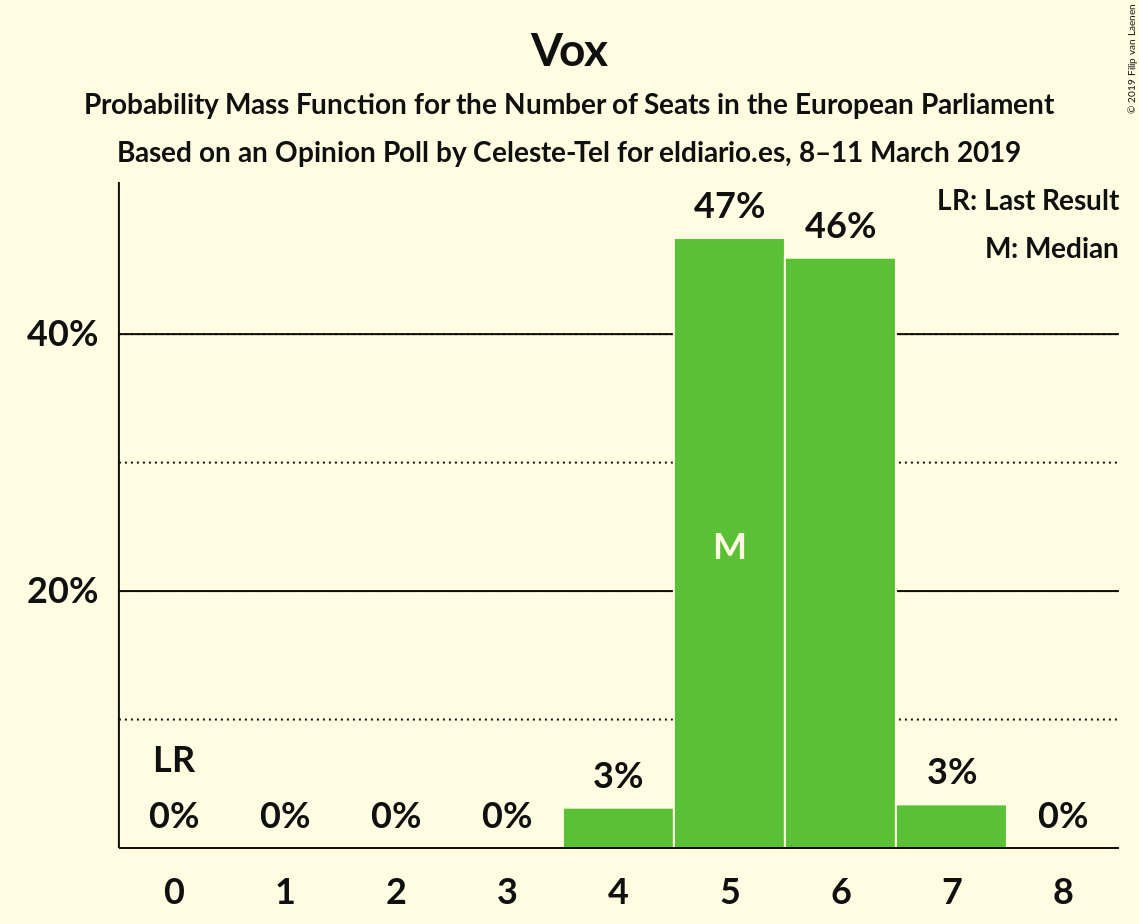 Vox
Probability Mass Function for the Number of Seats in the European Parliament
Based on an Opinion Poll by Celeste-Tel for eldiario.es, 8–11 March 2019
© 2019 Filip van Laenen
LR: Last Result
M: Median
47%
46%
40%
M
20%
LR
0%
0%
0%
0%
3%
3%
0%
0
1
2
3
4
5
6
7
8